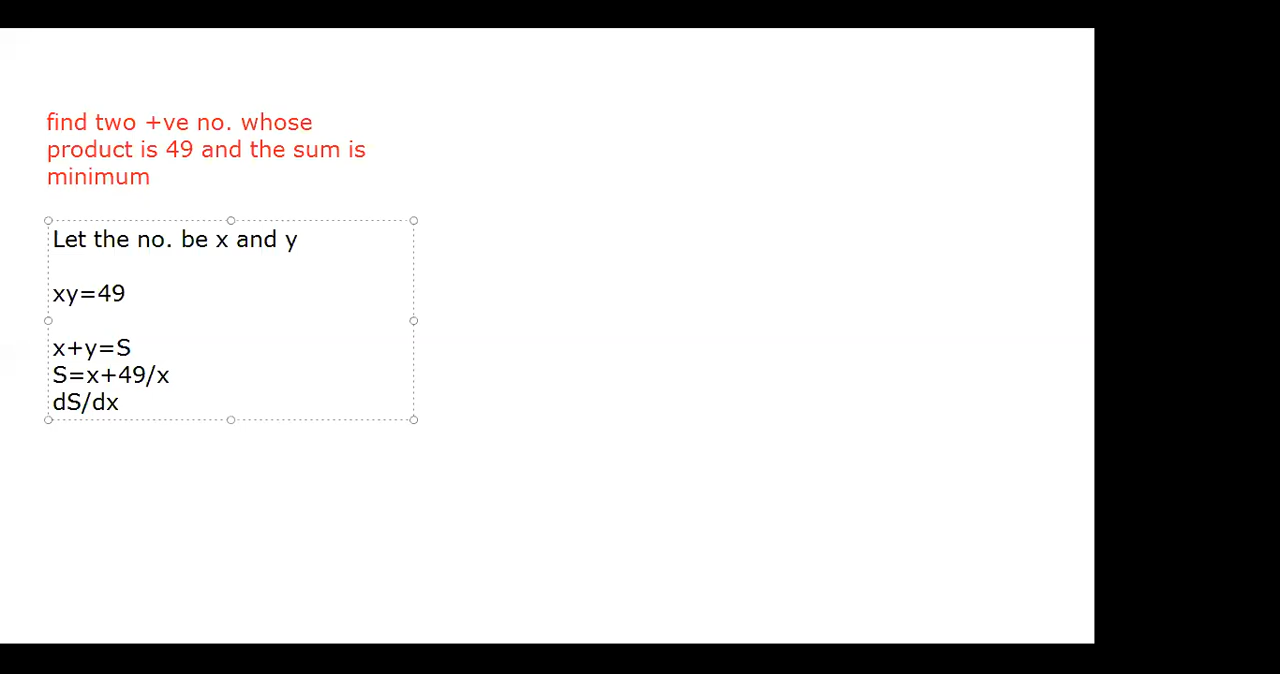 find two +ve no. whose
product is 49 and the sum is
minimum
Let the no. be x and y
xy=49
x+y=S
S=x+49/x
dS/dx